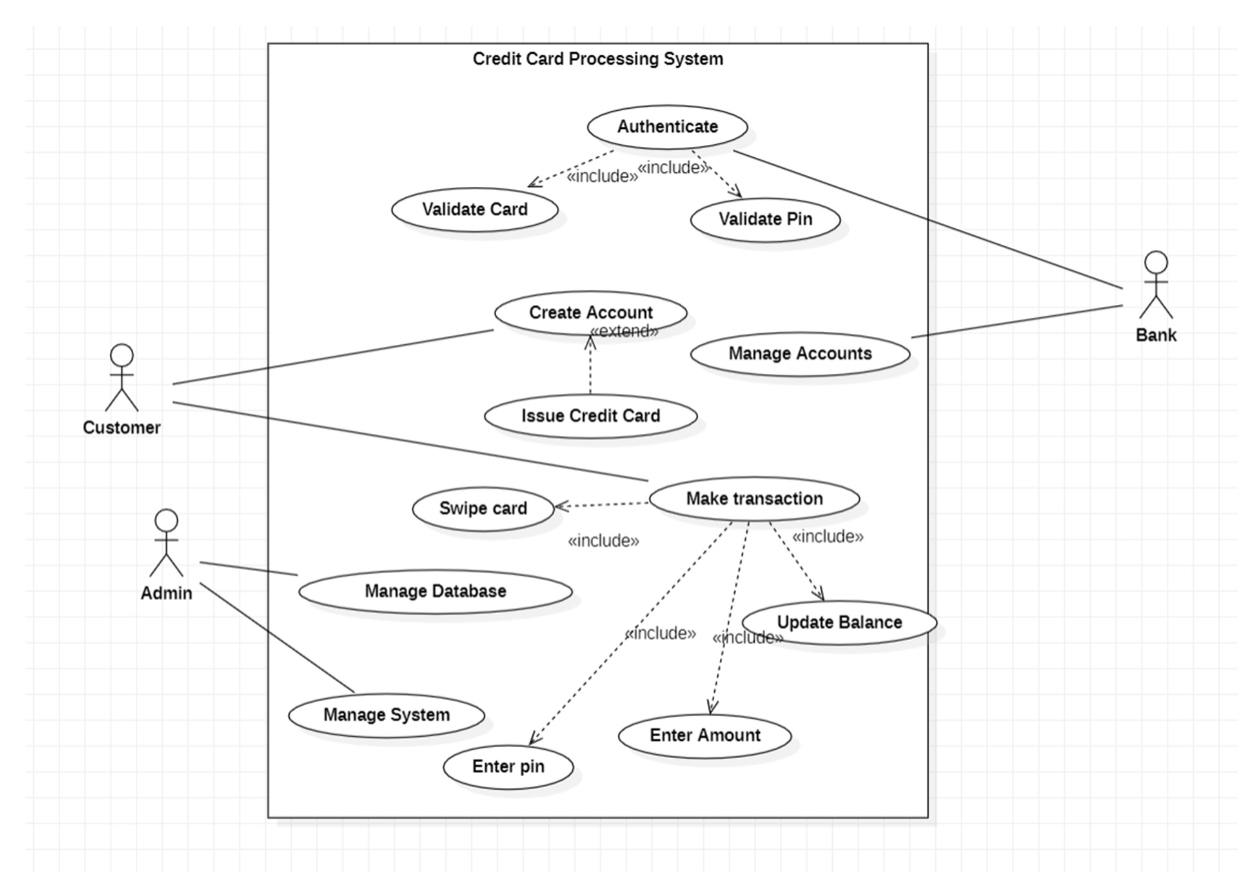 Credit Card Processing System
Authenticate
«include»
«include»
Validate Card
Validate Pin
Create Account
«extend»
Manage Accounts
Bank
Customer
Issue Credit Card
Make transaction
Swipe card
«include»
«include»
Admin
Manage Database
Update Balance
«include»
«include»
Manage System
Enter Amount
Enter pin